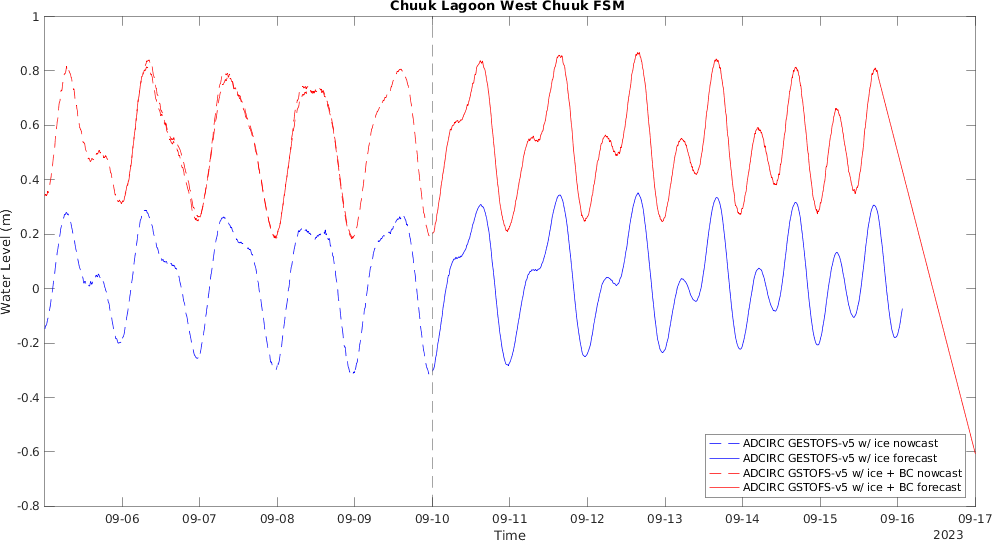 Chuuk Lagoon West Chuuk FSM
1
0.8
0.6
0.4
0.2
0
-0.2
-0.4
-0.6
-0.8
Water Level (m)
ADCIRC GESTOFS-v5 w/ ice nowcast
ADCIRC GESTOFS-v5 w/ ice forecast
ADCIRC GSTOFS-v5 w/ ice + BC nowcast
ADCIRC GSTOFS-v5 w/ ice + BC forecast
09-06 09-07 09-08 09-09 09-10 09-11 09-12 09-13 09-14 09-15 09-16 09-17
Time
2023